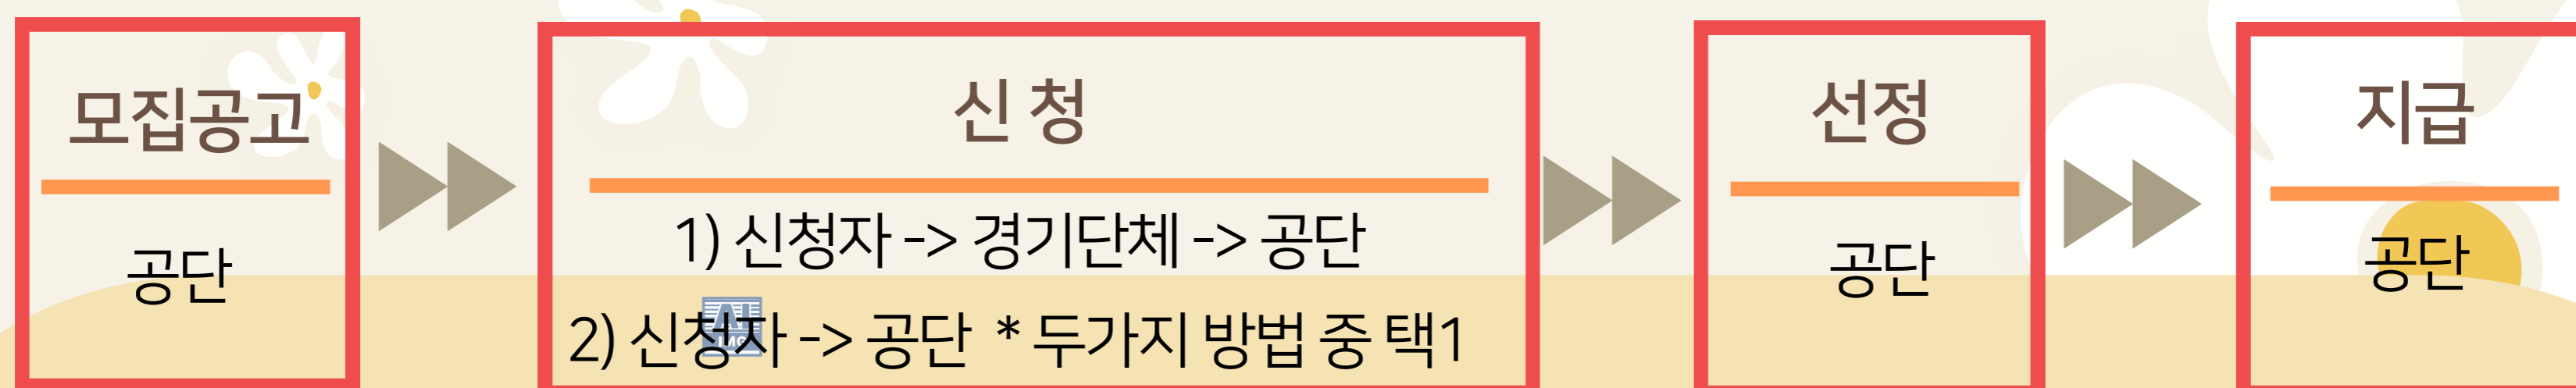 모집공고
공단
신 청
1) 신청자 -> 경기단체 -> 공단
2) 신청자 -> 공단 * 두가지 방법 중 택1
AI
IMG
선정
공단
지급
공단